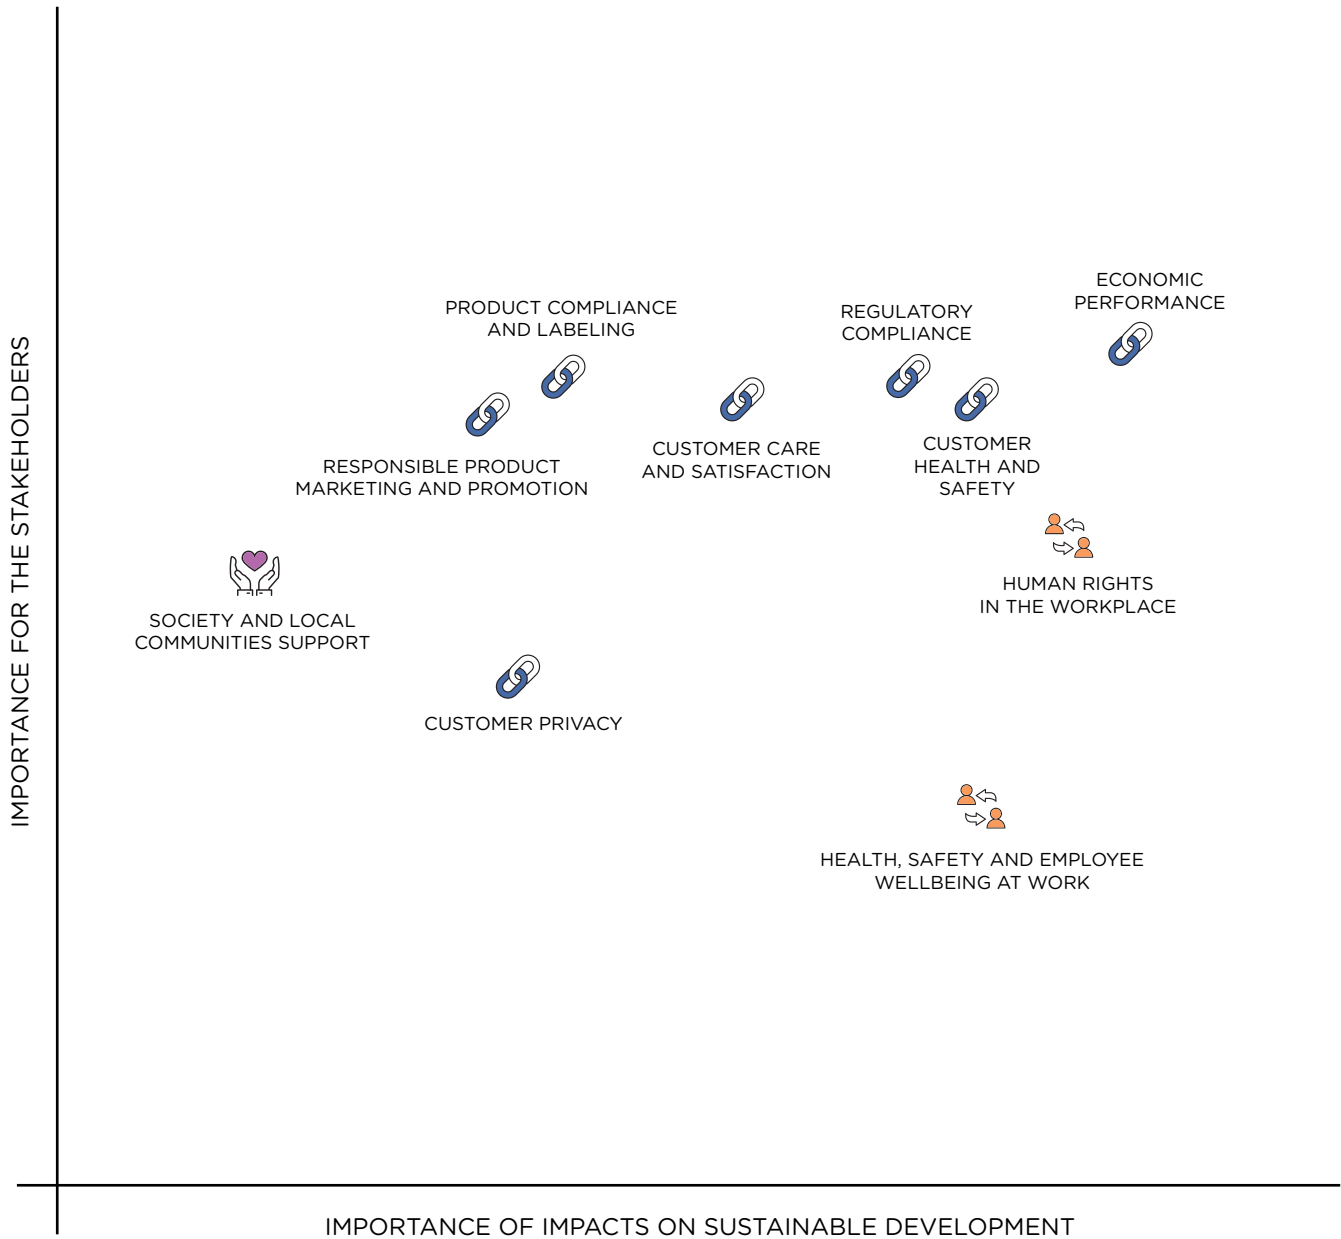 ECONOMIC
PERFORMANCE
PRODUCT COMPLIANCE
AND LABELING
REGULATORY
COMPLIANCE
CUSTOMER CARE
AND SATISFACTION
CUSTOMER
HEALTH AND
SAFETY
RESPONSIBLE PRODUCT
MARKETING AND PROMOTION
HUMAN RIGHTS
IN THE WORKPLACE
SOCIETY AND LOCAL
COMMUNITIES SUPPORT
CUSTOMER PRIVACY
HEALTH, SAFETY AND EMPLOYEE
WELLBEING AT WORK
IMPORTANCE FOR THE STAKEHOLDERS
IMPORTANCE OF IMPACTS ON SUSTAINABLE DEVELOPMENT